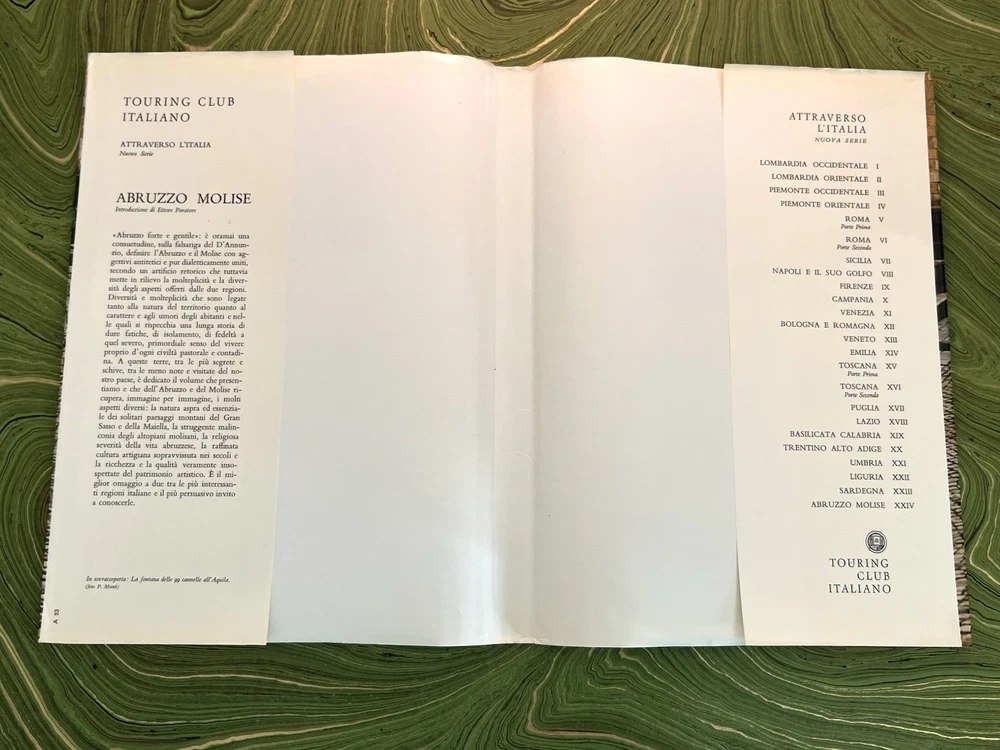 TOURING CLUB
ITALIANO
ATTRAVERSO L'ITALIA
Nuova Serie
ABRUZZO MOLISE
Introduzione di Ettore Paratore
«Abruzzo forte e gentile»: è oramai una
consuetudine, sulla falsariga del D'Annun-
zio, definire l'Abruzzo e il Molise con ag-
gettivi antitetici e pur dialetticamente uniti,
secondo un artificio retorico che tuttavia
mette in rilievo la molteplicità e la diver-
sità degli aspetti offerti dalle due regioni.
Diversità e molteplicità che sono legate
tanto alla natura del territorio quanto al
carattere e agli umori degli abitanti e nel-
le quali si rispecchia una lunga storia di
dure fatiche, di isolamento, di fedeltà a
quel severo, primordiale senso del vivere
proprio d'ogni civiltà pastorale e contadi-
na. A queste terre, tra le più segrete e
schive, tra le meno note e visitate del no-
stro paese, è dedicato il volume che presen-
tiamo e che dell'Abruzzo e del Molise ri-
cupera, immagine per immagine, i molti
aspetti diversi: la natura aspra ed essenzia-
le dei solitari paesaggi montani del Gran
Sasso e della Maiella, la struggente malin-
conia degli altopiani molisani, la religiosa
severità della vita abruzzese, la raffinata
cultura artigiana sopravvissuta nei secoli e
la ricchezza e la qualità veramente inso-
spettate del patrimonio artistico. È il mi-
glior omaggio a due tra le più interessan-
ti regioni italiane e il più persuasivo invito
a conoscerle.
In sovraccoperta: La fontana delle 99 cannelle all'Aquila.
A 23
ATTRAVERSO
L'ITALIA
NUOVA SERIE
LOMBARDIA OCCIDENTALE I
LOMBARDIA ORIENTALE II
PIEMONTE OCCIDENTALE III
PIEMONTE ORIENTALE IV
ROMA V
Parte Prima
ROMA VI
Parte Seconda
SICILIA VII
NAPOLI E IL SUO GOLFO VIII
FIRENZE IX
CAMPANIA X
VENEZIA XI
BOLOGNA E ROMAGNA XII
VENETO XIII
EMILIA XIV
TOSCANA XV
Parte Prima
TOSCANA XVI
Parte Seconda
PUGLIA XVII
LAZIO XVIII
BASILICATA CALABRIA XIX
TRENTINO ALTO ADIGE XX
UMBRIA XXI
LIGURIA XXII
SARDEGNA XXIII
ABRUZZO MOLISE XXIV
TOURING
CLUB
ITALIANO